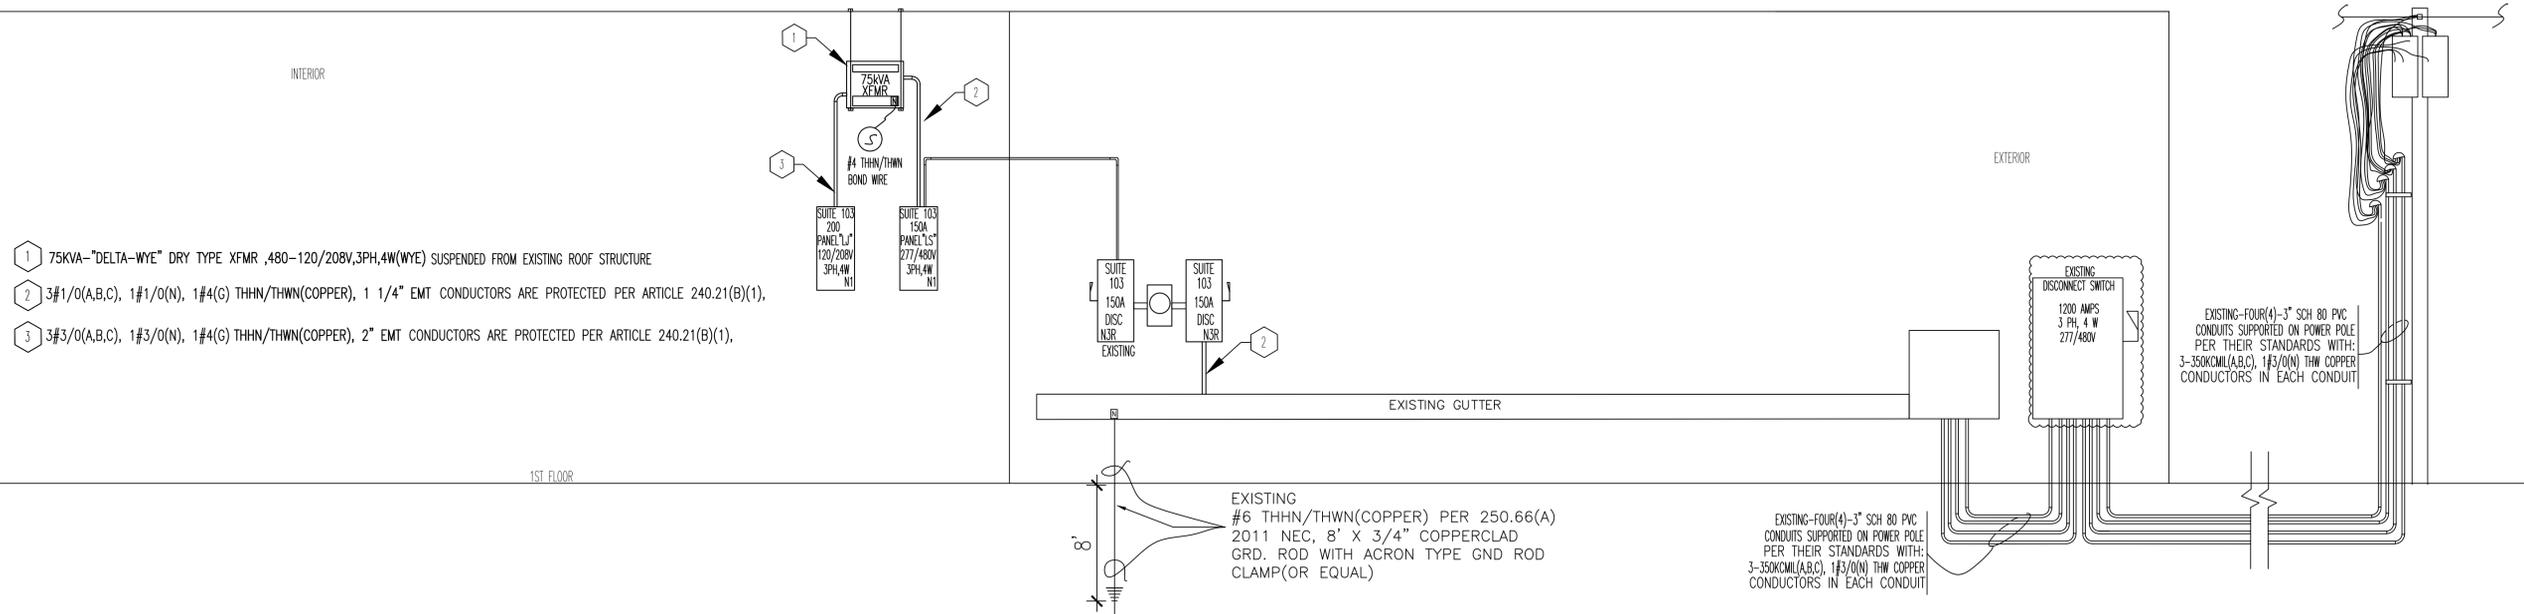 INTERIOR
1
75kVA
XFMR
N
2
S
#4 THHN/THWN
BOND WIRE
3
SUITE 103
200
PANEL"LJ"
120/208V
3PH,4W
N1
SUITE 103
150A
PANEL"LS"
277/480V
3PH,4W
N1
1 75KVA-"DELTA-WYE" DRY TYPE XFMR ,480-120/208V,3PH,4W(WYE) SUSPENDED FROM EXISTING ROOF STRUCTURE
2 3#1/0(A,B,C), 1#1/0(N), 1#4(G) THHN/THWN(COPPER), 1 1/4" EMT CONDUCTORS ARE PROTECTED PER ARTICLE 240.21(B)(1),
3 3#3/0(A,B,C), 1#3/0(N), 1#4(G) THHN/THWN(COPPER), 2" EMT CONDUCTORS ARE PROTECTED PER ARTICLE 240.21(B)(1),
1ST FLOOR
EXTERIOR
SUITE
103
150A
DISC
N3R
EXISTING
SUITE
103
150A
DISC
N3R
2
EXISTING GUTTER
N
EXISTING
DISCONNECT SWITCH
1200 AMPS
3 PH, 4 W
277/480V
EXISTING-FOUR(4)-3" SCH 80 PVC
CONDUITS SUPPORTED ON POWER POLE
PER THEIR STANDARDS WITH:
3-350KCMIL(A,B,C), 1#3/0(N) THW COPPER
CONDUCTORS IN EACH CONDUIT
8'
EXISTING
#6 THHN/THWN(COPPER) PER 250.66(A)
2011 NEC, 8' X 3/4" COPPERCLAD
GRD. ROD WITH ACRON TYPE GND ROD
CLAMP(OR EQUAL)
EXISTING-FOUR(4)-3" SCH 80 PVC
CONDUITS SUPPORTED ON POWER POLE
PER THEIR STANDARDS WITH:
3-350KCMIL(A,B,C), 1#3/0(N) THW COPPER
CONDUCTORS IN EACH CONDUIT